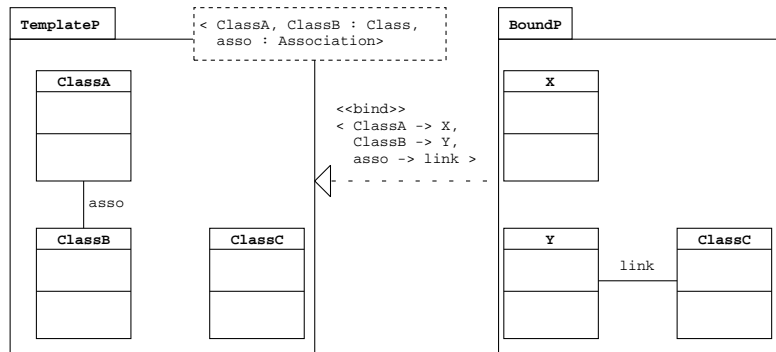 TemplateP
< ClassA, ClassB : Class,
asso : Association>
BoundP
ClassA
X
<<bind>>
< ClassA -> X,
ClassB -> Y,
asso -> link >
asso
ClassB
ClassC
Y
link
ClassC